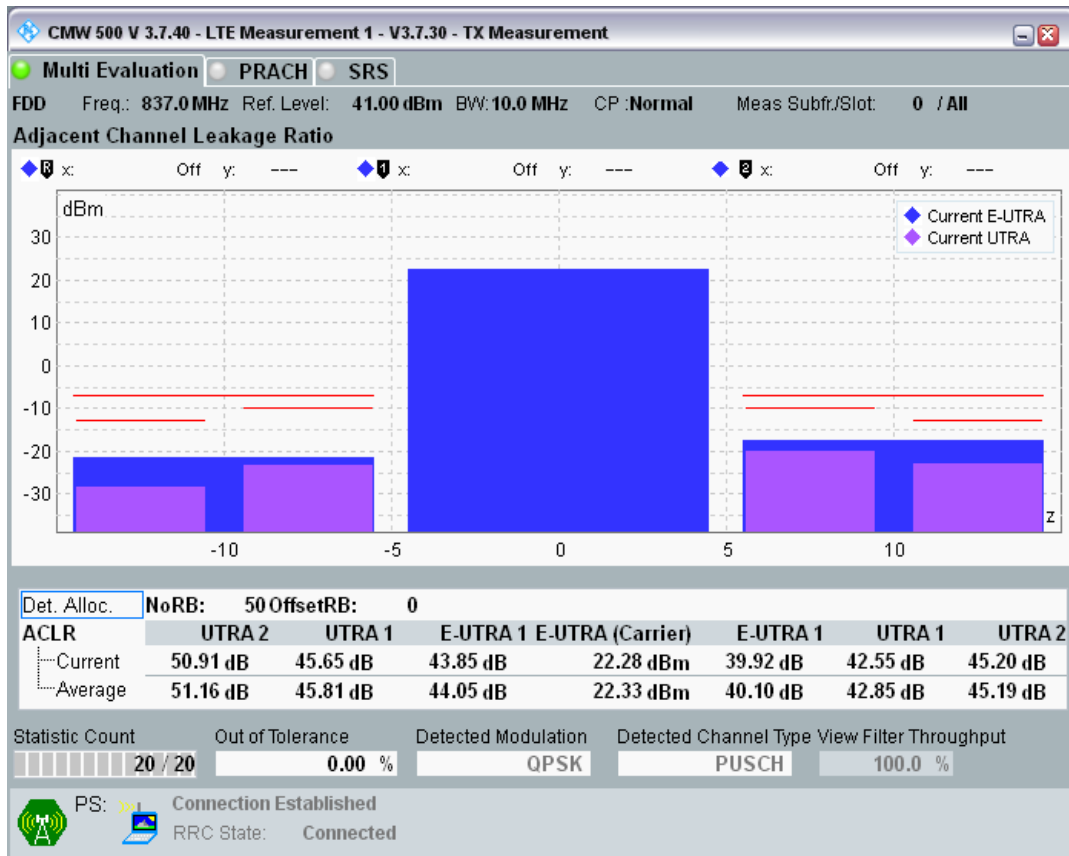 CMW 500 V 3.7.40 - LTE Measurement 1 - V3.7.30 - TX Measurement
Multi Evaluation PRACH SRS
FDD Freq.: 837.0 MHz Ref. Level: 41.00 dBm BW: 10.0 MHz CP :Normal Meas Subfr./Slot: 0 / All
Adjacent Channel Leakage Ratio
R x: Off y: --- 1 x: Off y: --- 2 x: Off y: ---
dBm
Current E-UTRA
Current UTRA
30
20
10
0
-10
-20
-30
z
-10 -5 0 5 10
Det. Alloc. NoRB: 50 OffsetRB: 0
ACLR UTRA 2 UTRA 1 E-UTRA 1 E-UTRA (Carrier) E-UTRA 1 UTRA 1 UTRA 2
Current 50.91 dB 45.65 dB 43.85 dB 22.28 dBm 39.92 dB 42.55 dB 45.20 dB
Average 51.16 dB 45.81 dB 44.05 dB 22.33 dBm 40.10 dB 42.85 dB 45.19 dB
Statistic Count Out of Tolerance Detected Modulation Detected Channel Type View Filter Throughput
20 / 20 0.00 % QPSK PUSCH 100.0 %
PS: Connection Established
RRC State: Connected